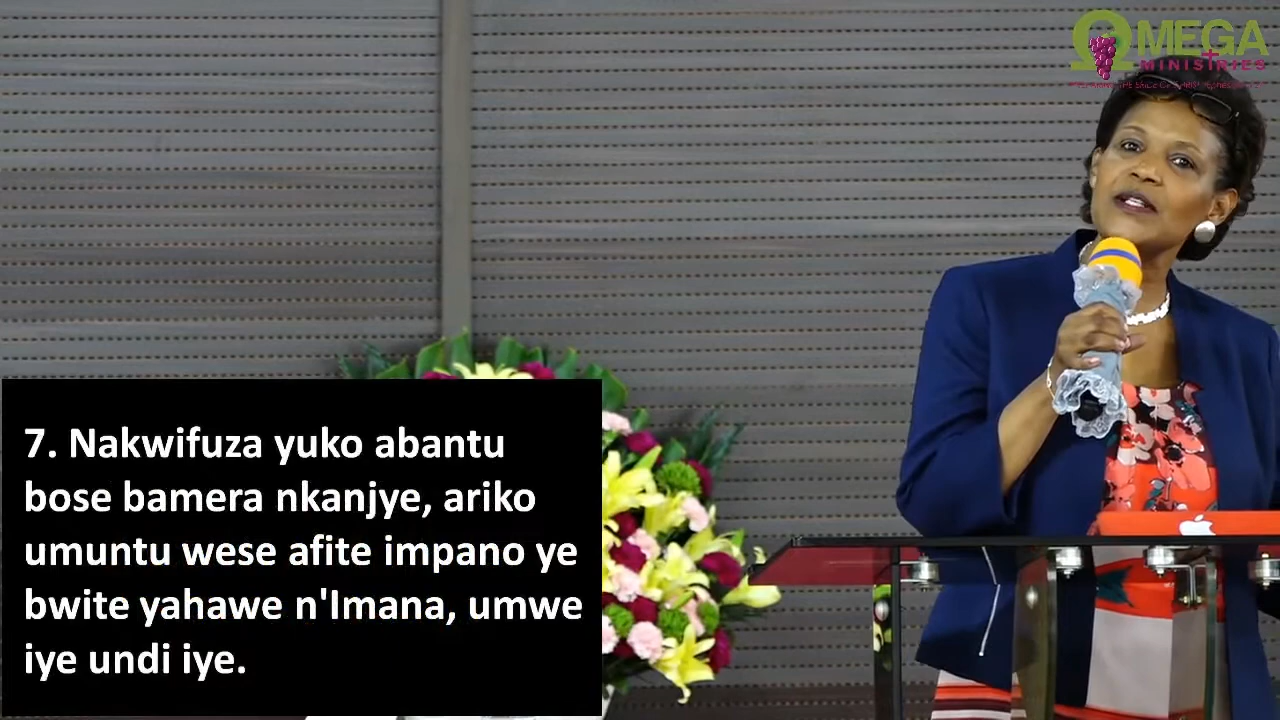 ΩMEGA
MINISTRIES
7. Nakwifuza yuko abantu
bose bamera nkanjye, ariko
umuntu wese afite impano ye
bwite yahawe n'Imana, umwe
iye undi iye.